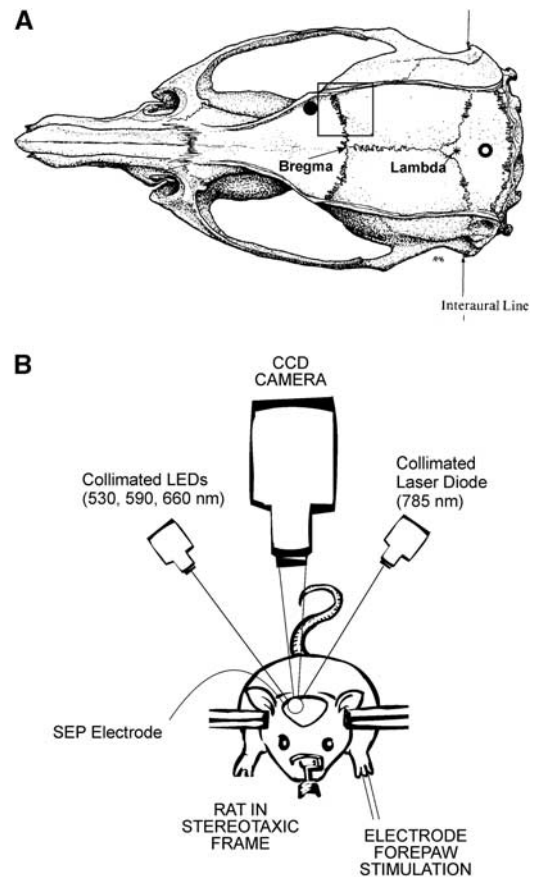 A
Bregma
Lambda
Interaural Line
B
CCD
CAMERA
Collimated LEDs
(530, 590, 660 nm)
Collimated
Laser Diode
(785 nm)
SEP Electrode
RAT IN
STEREOTAXIC
FRAME
ELECTRODE
FOREPAW
STIMULATION